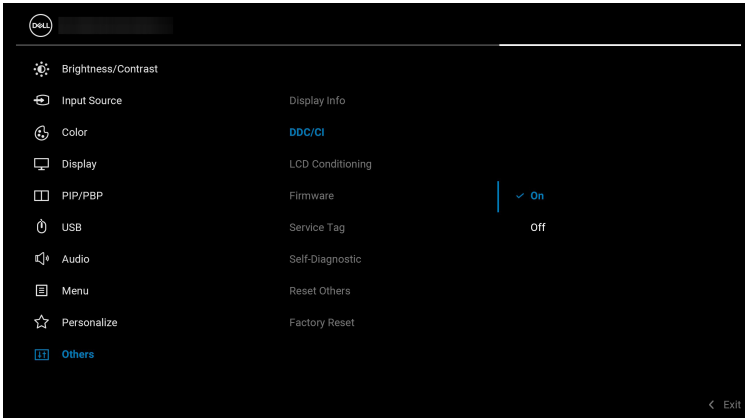 DELL
Brightness/Contrast
Input Source
Display Info
Color
DDC/CI
Display
LCD Conditioning
PIP/PBP
Firmware
On
USB
Service Tag
Off
Audio
Self-Diagnostic
Menu
Reset Others
Personalize
Factory Reset
Others
Exit